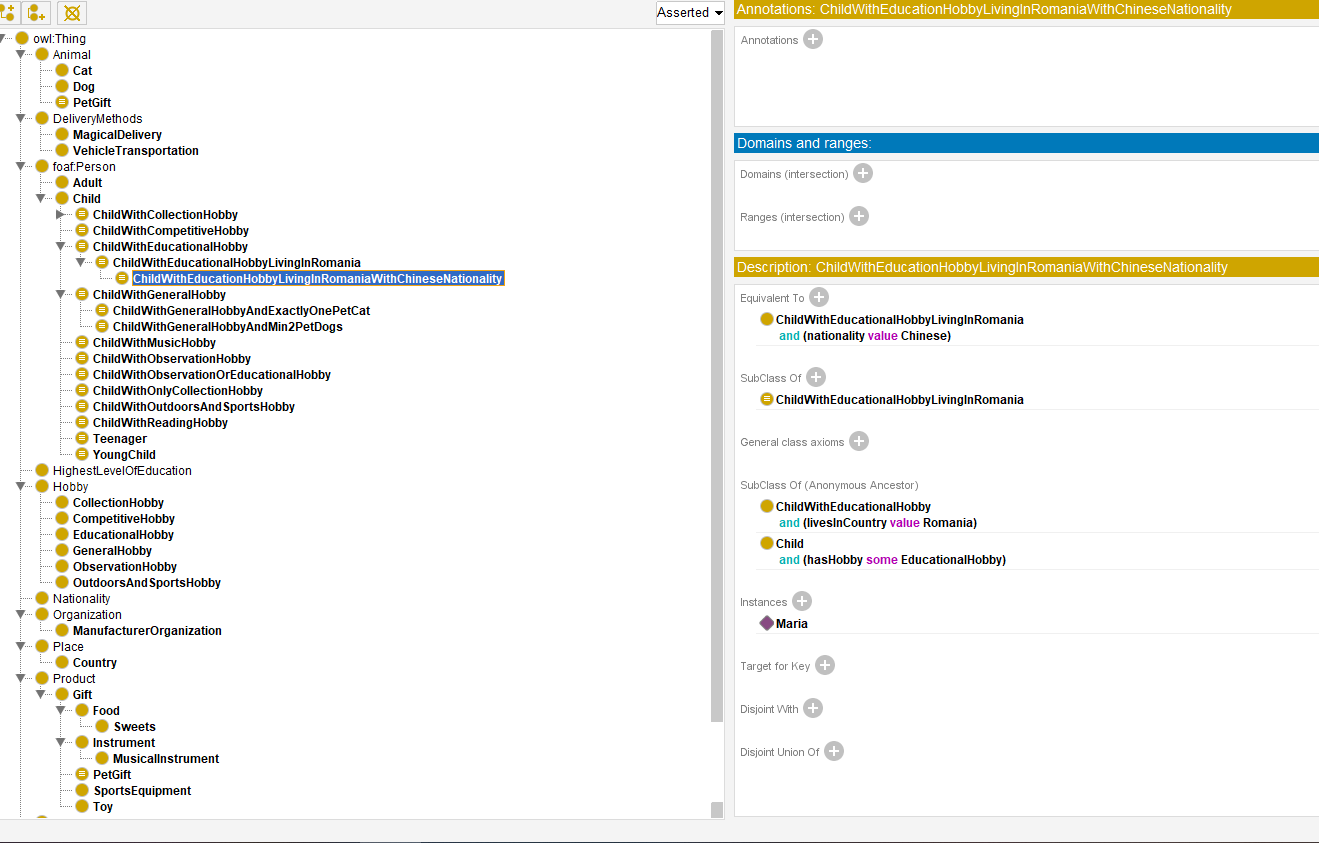 Asserted
owl:Thing
Animal
Cat
Dog
PetGift
DeliveryMethods
MagicalDelivery
VehicleTransportation
foaf:Person
Adult
Child
ChildWithCollectionHobby
ChildWithCompetitiveHobby
ChildWithEducationalHobby
ChildWithEducationalHobbyLivingInRomania
ChildWithEducationHobbyLivingInRomaniaWithChineseNationality
ChildWithGeneralHobby
ChildWithGeneralHobbyAndExactlyOnePetCat
ChildWithGeneralHobbyAndMin2PetDogs
ChildWithMusicHobby
ChildWithObservationHobby
ChildWithObservationOrEducationalHobby
ChildWithOnlyCollectionHobby
ChildWithOutdoorsAndSportsHobby
ChildWithReadingHobby
Teenager
YoungChild
HighestLevelOfEducation
Hobby
CollectionHobby
CompetitiveHobby
EducationalHobby
GeneralHobby
ObservationHobby
OutdoorsAndSportsHobby
Nationality
Organization
ManufacturerOrganization
Place
Country
Product
Gift
Food
Sweets
Instrument
MusicalInstrument
PetGift
SportsEquipment
Toy
Annotations: ChildWithEducationHobbyLivingInRomaniaWithChineseNationality
Annotations
Domains and ranges:
Domains (intersection)
Ranges (intersection)
Description: ChildWithEducationHobbyLivingInRomaniaWithChineseNationality
Equivalent To
ChildWithEducationalHobbyLivingInRomania
and (nationality value Chinese)
SubClass Of
ChildWithEducationalHobbyLivingInRomania
General class axioms
SubClass Of (Anonymous Ancestor)
ChildWithEducationalHobby
and (livesInCountry value Romania)
Child
and (hasHobby some EducationalHobby)
Instances
Maria
Target for Key
Disjoint With
Disjoint Union Of